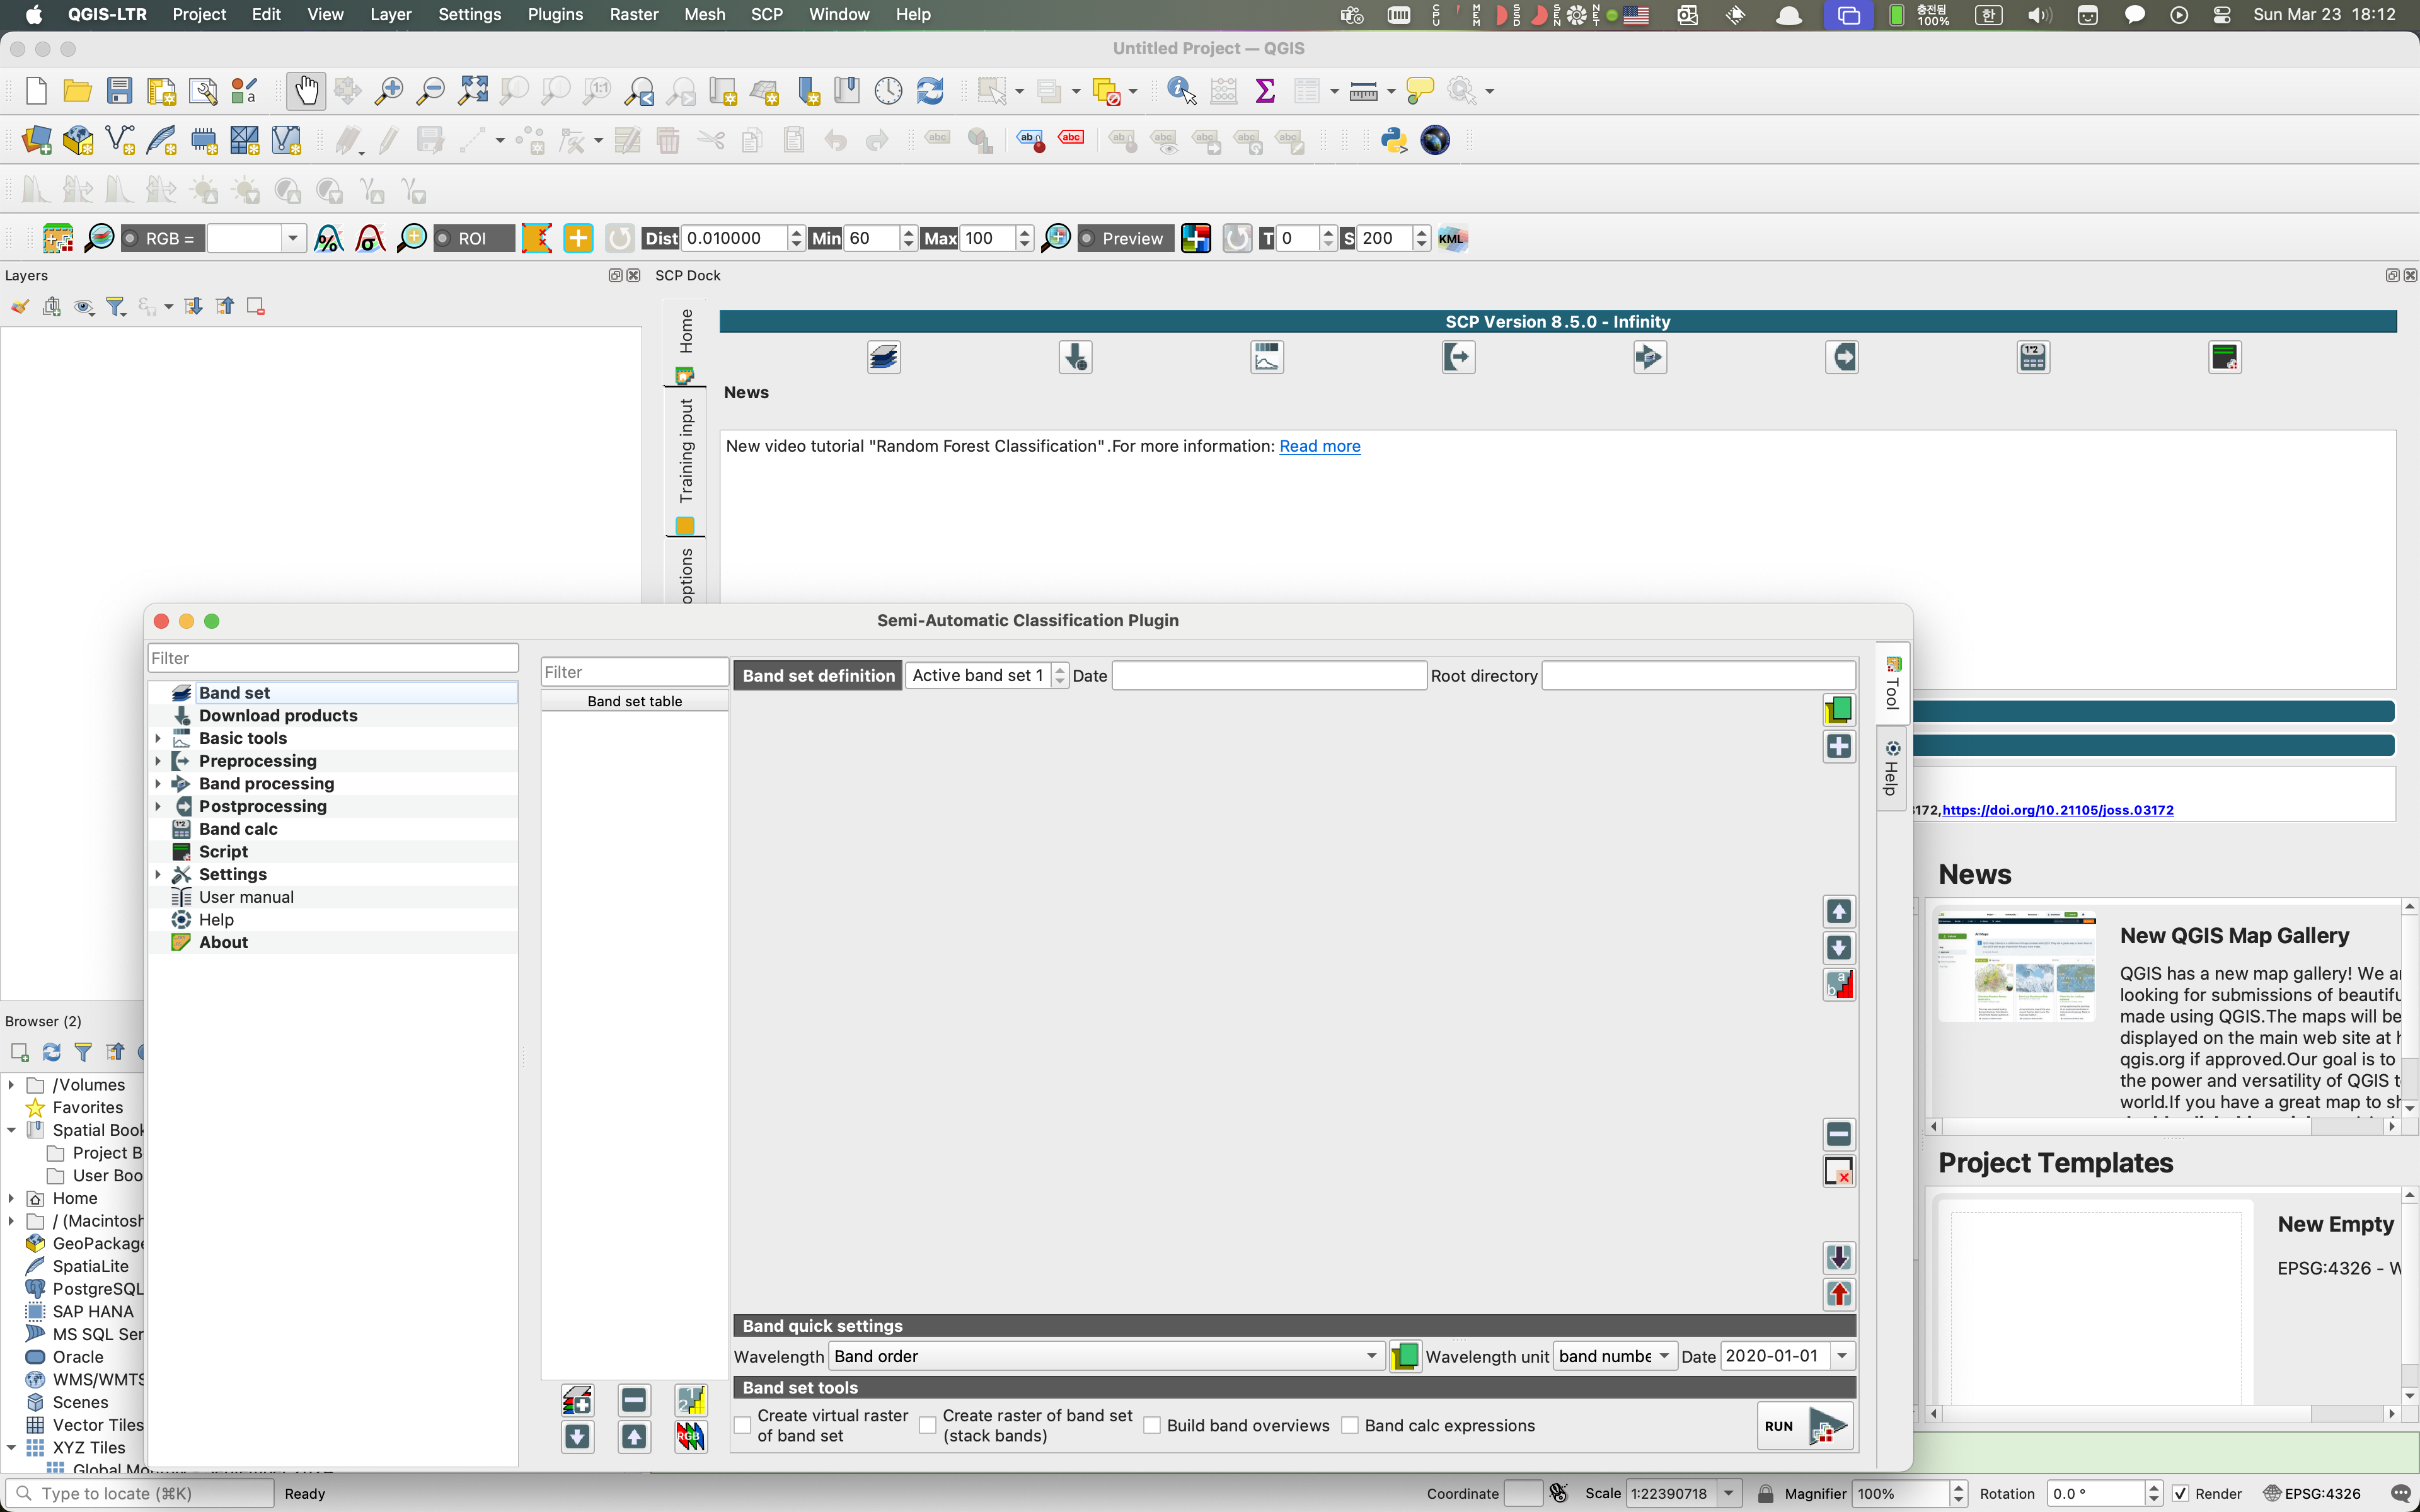 QGIS-LTR Project Edit View Layer Settings Plugins Raster Mesh SCP Window Help
충전됨 100% 한 Sun Mar 23 18:12
Untitled Project — QGIS
RGB = ROI Dist 0.010000 Min 60 Max 100 Preview T 0 S 200 KML
Layers
SCP Dock
Home
Training input
options
SCP Version 8.5.0 - Infinity
News
New video tutorial "Random Forest Classification".For more information: Read more
Semi-Automatic Classification Plugin
Filter
Band set
Download products
Basic tools
Preprocessing
Band processing
Postprocessing
Band calc
Script
Settings
User manual
Help
About
Filter
Band set table
Band set definition Active band set 1 Date Root directory
Tool
Help
Band quick settings
Wavelength Band order Wavelength unit band numbe Date 2020-01-01
Band set tools
Create virtual raster of band set
Create raster of band set (stack bands)
Build band overviews
Band calc expressions
RUN
172,https://doi.org/10.21105/joss.03172
News
New QGIS Map Gallery
QGIS has a new map gallery! We
looking for submissions of beautifu
made using QGIS.The maps will be
displayed on the main web site at
qgis.org if approved.Our goal is to
the power and versatility of QGIS t
world.If you have a great map to sh
Project Templates
New Empty
EPSG:4326 - W
Browser (2)
/Volumes
Favorites
Spatial Book
Project B
User Boo
Home
/ (Macintosh
GeoPackage
SpatiaLite
PostgreSQL
SAP HANA
MS SQL Ser
Oracle
WMS/WMTS
Scenes
Vector Tiles
XYZ Tiles
Type to locate (⌘K) Ready
Coordinate Scale 1:22390718 Magnifier 100% Rotation 0.0 ° Render EPSG:4326